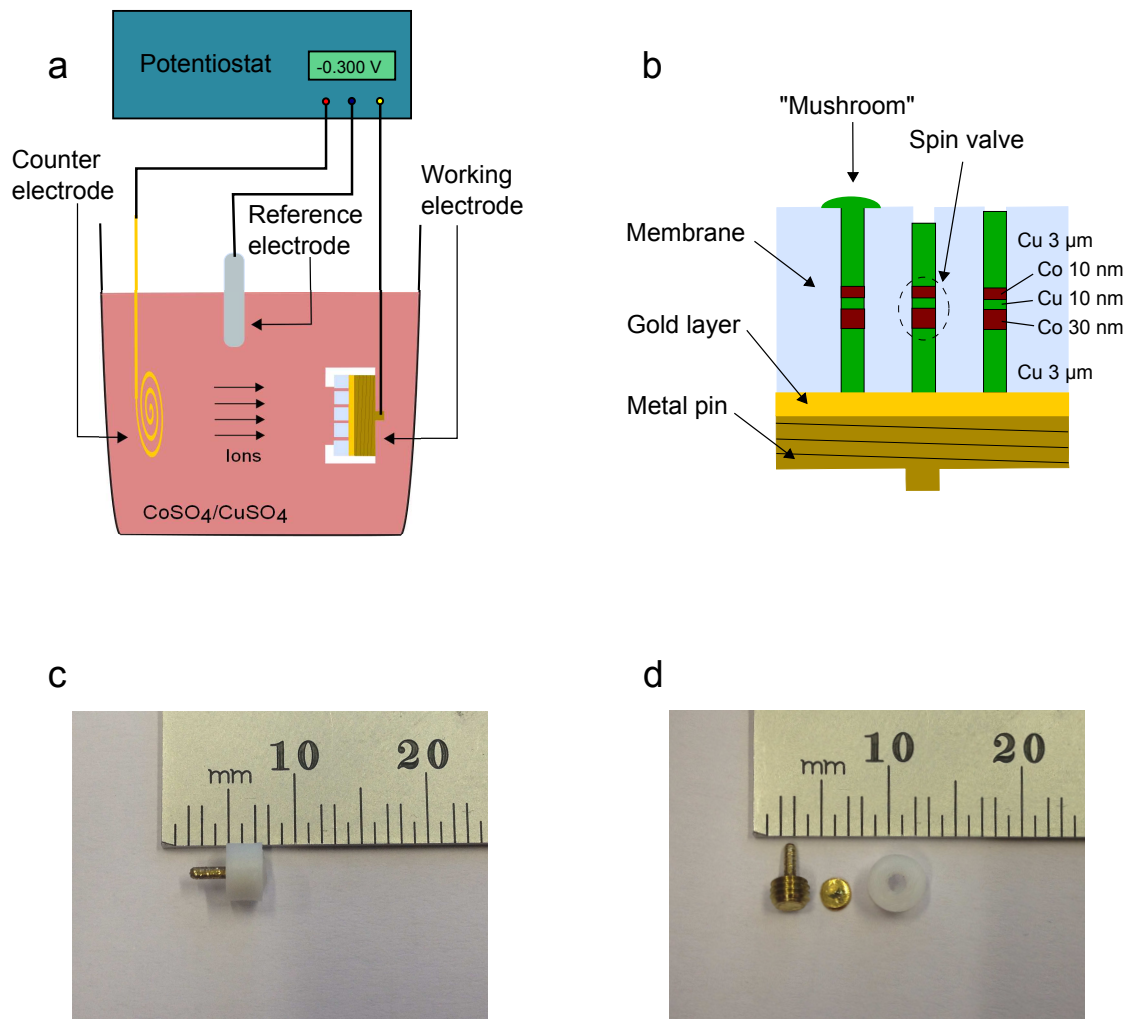 a
Potentiostat
-0.300 V
Counter
electrode
Reference
electrode
Working
electrode
Ions
CoSO₄/CuSO₄
b
"Mushroom"
Spin valve
Membrane
Gold layer
Metal pin
Cu 3 µm
Co 10 nm
Cu 10 nm
Co 30 nm
Cu 3 µm
c
mm 10 20
d
mm 10 20